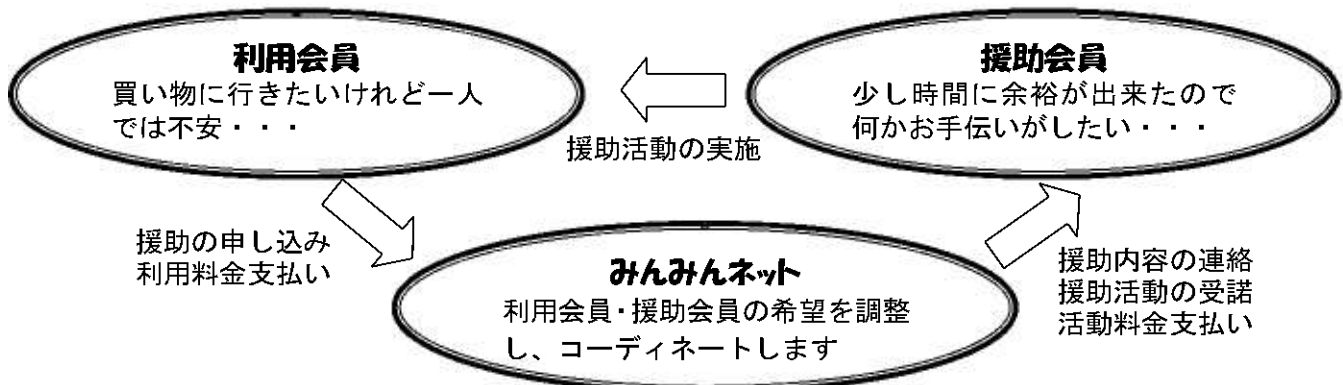 利用会員
買い物に行きたいけれど一人
では不安・・・
援助会員
少し時間に余裕が出来たので
何かお手伝いがしたい・・・
援助活動の実施
援助の申し込み
利用料金支払い
みんみんネット
利用会員・援助会員の希望を調整
し、コーディネートします
援助内容の連絡
援助活動の受諾
活動料金支払い